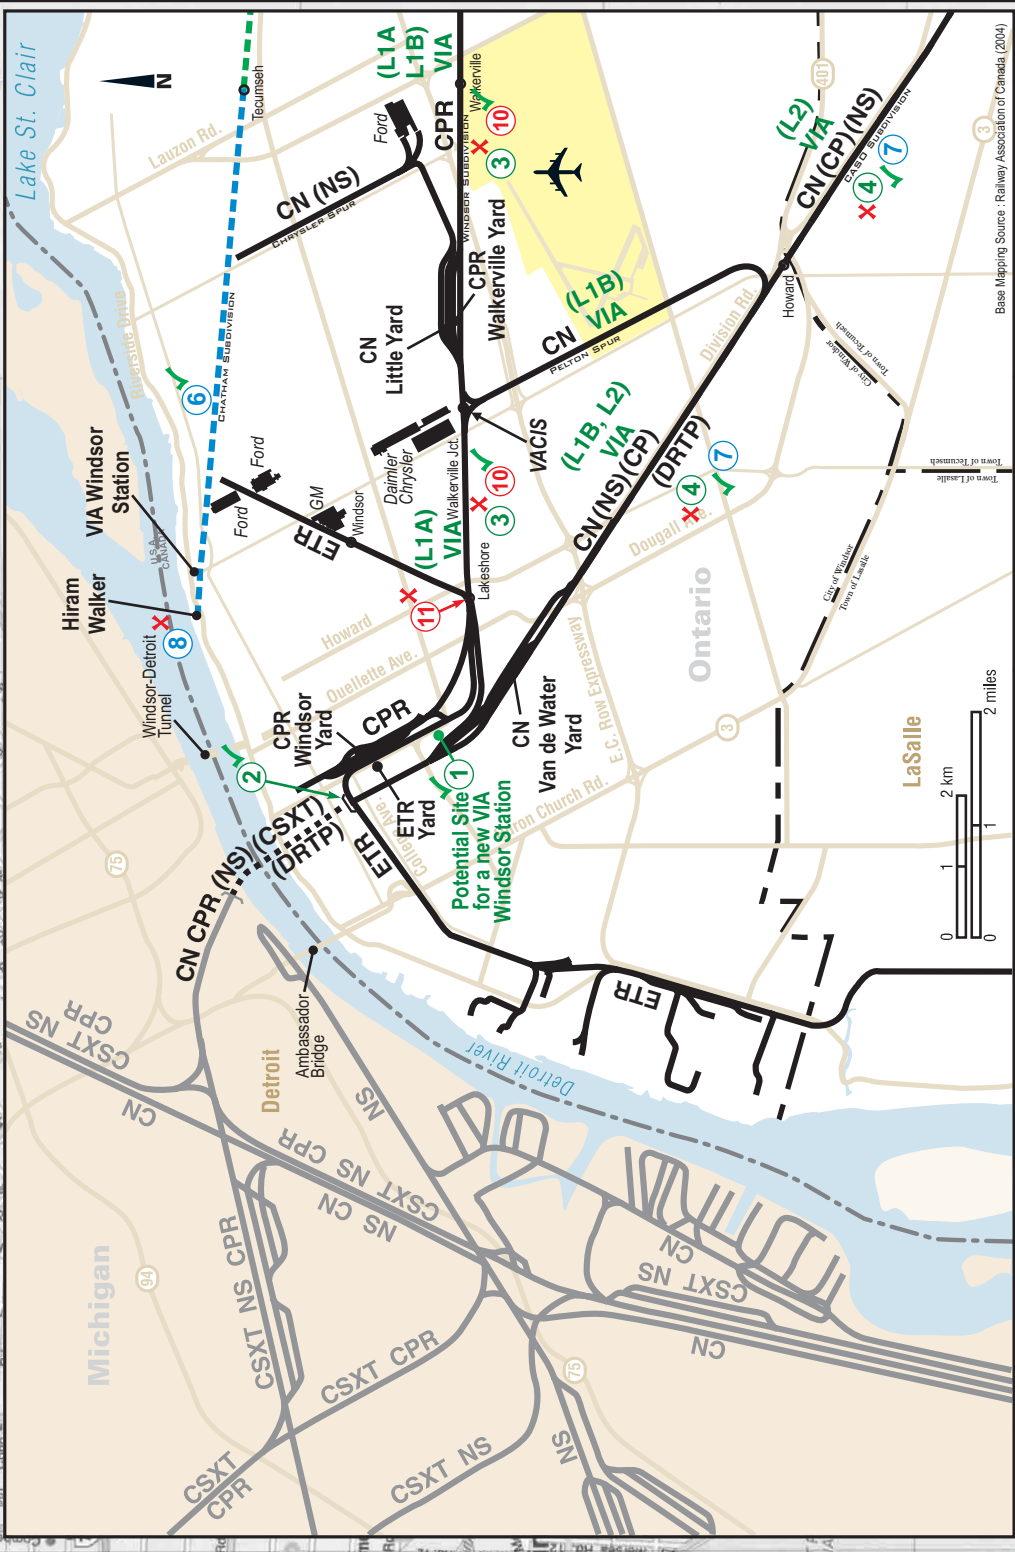 Lake St. Clair
N
Tecumseh
Lauzon Rd.
(L1A
L1B)
VIA
Walkerville
CPR
WINDSOR SUBDIVISION
10
3
Ford
CN (NS)
CHRYSLER SPUR
401
3
Base Mapping Source : Railway Association of Canada (2004)
(L2)
VIA
CN (CP) (NS)
CASO SUBDIVISION
7
4
Howard
Riverside Drive
CHATHAM SUBDIVISION
6
CPR
Walkerville Yard
CN
Little Yard
(L1B)
VIA
CN
PELTON SPUR
Division Rd.
City of Windsor
Town of Tecumseh
VIA Windsor
Station
Hiram
Walker
U.S.A.
CANADA
Ford
Ford
GM
Windsor
ETR
Daimler
Chrysler
Walkerville Jct.
VACIS
(L1A)
VIA
10
3
Lakeshore
11
(L1B, L2)
VIA
CN (NS) (CP)
(DRTP)
7
4
Dougall Ave.
Town of Tecumseh
Town of Lasalle
City of Windsor
Town of Lasalle
8
Windsor-Detroit
Tunnel
2
Howard
Ouellette Ave.
CPR
Windsor
Yard
CPR
ETR
Yard
1
Potential Site
for a new VIA
Windsor Station
CN
Van de Water
Yard
E.C. Row Expressway
Ontario
3
LaSalle
0
1
2 km
0
1
2 miles
75
CN CPR (NS) (CSXT)
(DRTP)
ETR
College Ave.
Huron Church Rd.
ETR
Ambassador
Bridge
Detroit River
Detroit
CSXT NS
CPR
CN
NS
CSXT NS CPR
NS CN
CSXT NS CPR
Michigan
94
CSXT CPR
CSXT
CPR
CSXT NS
NS
75
CN
CSXT NS
CN